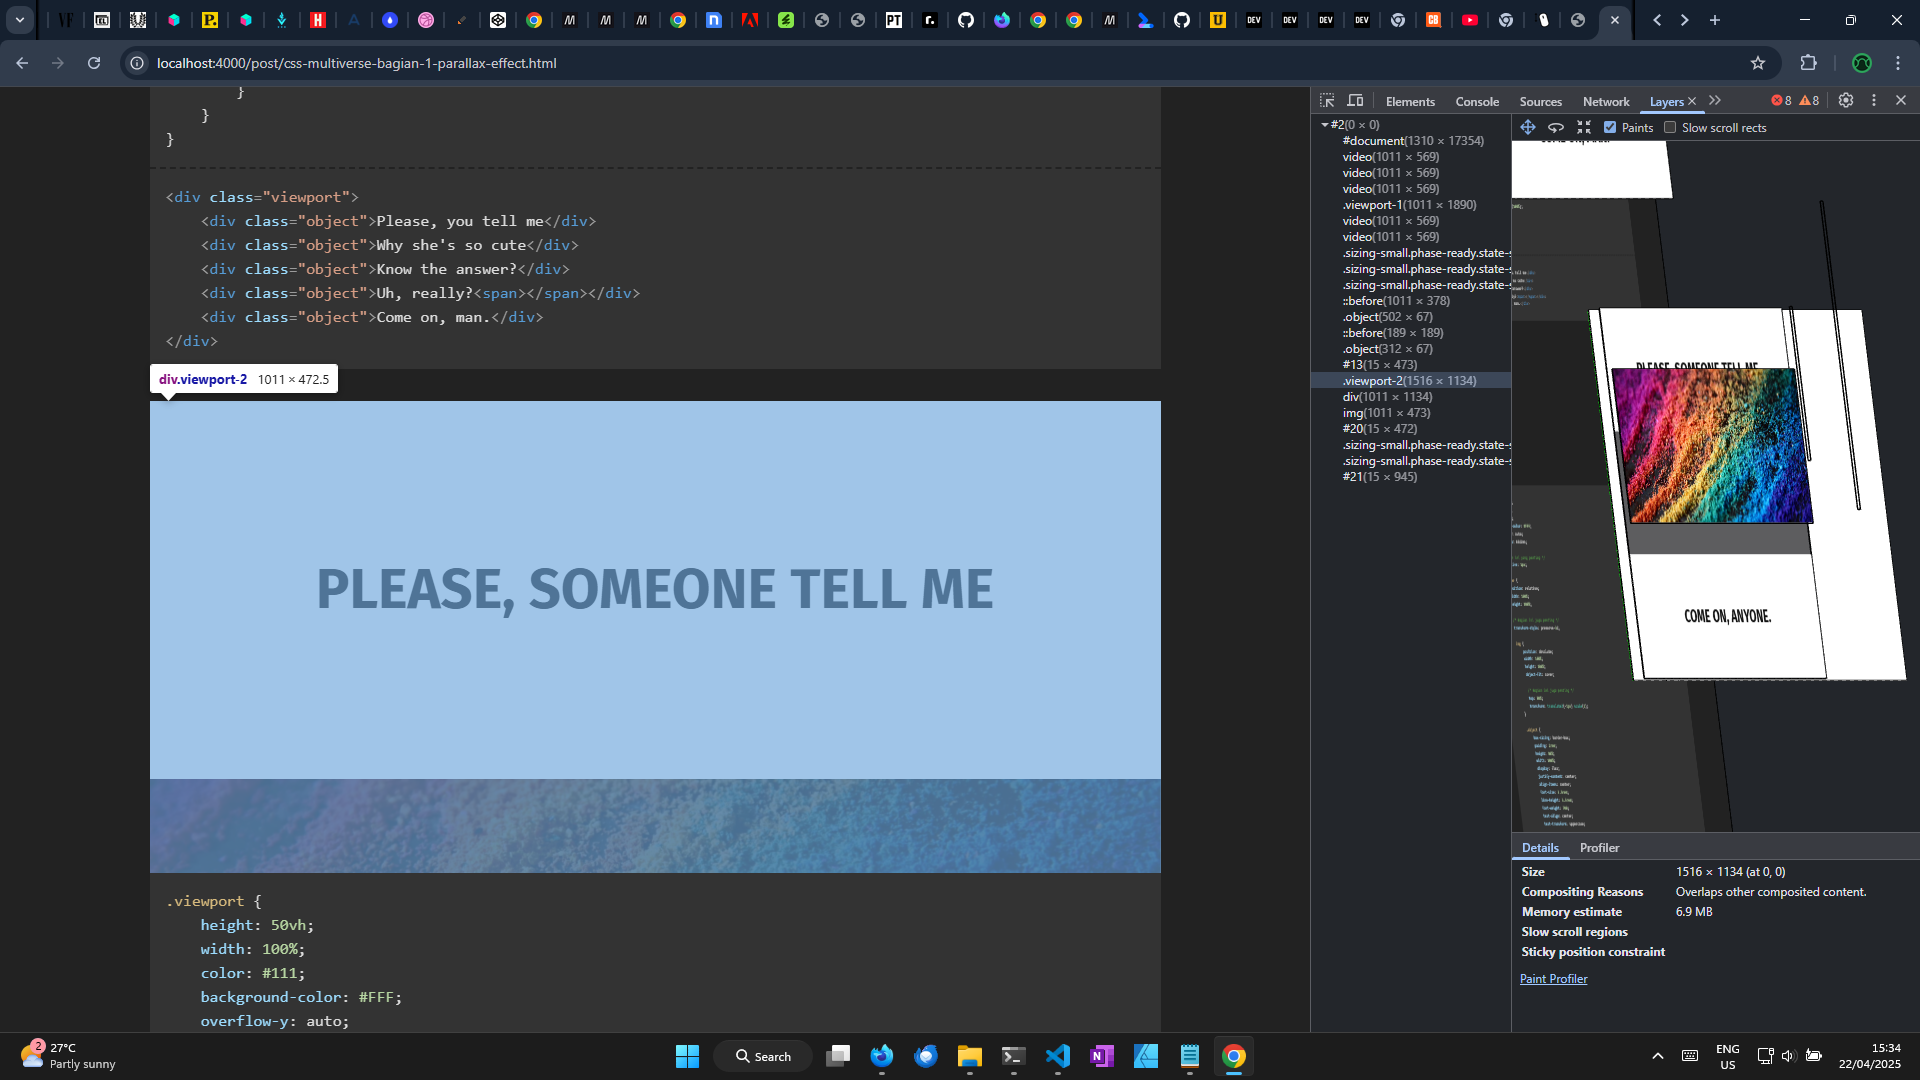 localhost:4000/post/css-multiverse-bagian-1-parallax-effect.html
}
}
}
<div class="viewport">
<div class="object">Please, you tell me</div>
<div class="object">Why she's so cute</div>
<div class="object">Know the answer?</div>
<div class="object">Uh, really?<span></span></div>
<div class="object">Come on, man.</div>
</div>
div.viewport-2 1011 × 472.5
PLEASE, SOMEONE TELL ME
.viewport {
height: 50vh;
width: 100%;
color: #111;
background-color: #FFF;
overflow-y: auto;
Elements Console Sources Network Layers 8 8
#2(0 × 0)
#document(1310 × 17354)
video(1011 × 569)
video(1011 × 569)
video(1011 × 569)
.viewport-1(1011 × 1890)
video(1011 × 569)
video(1011 × 569)
.sizing-small.phase-ready.state-s
.sizing-small.phase-ready.state-s
.sizing-small.phase-ready.state-s
::before(1011 × 378)
.object(502 × 67)
::before(189 × 189)
.object(312 × 67)
#13(15 × 473)
.viewport-2(1516 × 1134)
div(1011 × 1134)
img(1011 × 473)
#20(15 × 472)
.sizing-small.phase-ready.state-s
.sizing-small.phase-ready.state-s
#21(15 × 945)
Paints Slow scroll rects
PLEASE, SOMEONE TELL ME
COME ON, ANYONE.
Details Profiler
Size 1516 × 1134 (at 0, 0)
Compositing Reasons Overlaps other composited content.
Memory estimate 6.9 MB
Slow scroll regions
Sticky position constraint
Paint Profiler
2
27°C
Partly sunny
Search
ENG
US
15:34
22/04/2025